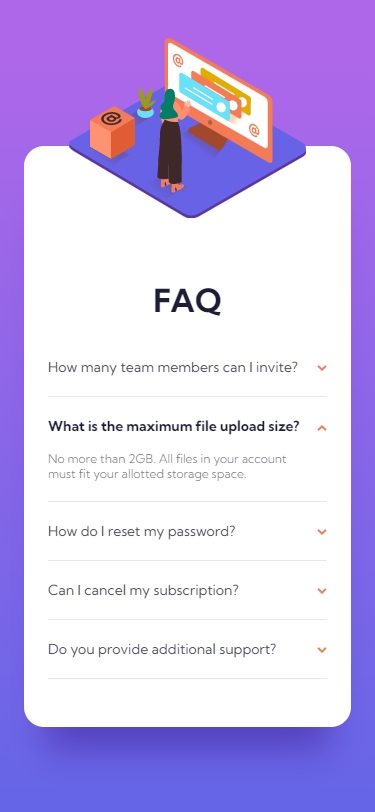 @
@
@
FAQ
How many team members can I invite?
What is the maximum file upload size?
No more than 2GB. All files in your account
must fit your allotted storage space.
How do I reset my password?
Can I cancel my subscription?
Do you provide additional support?